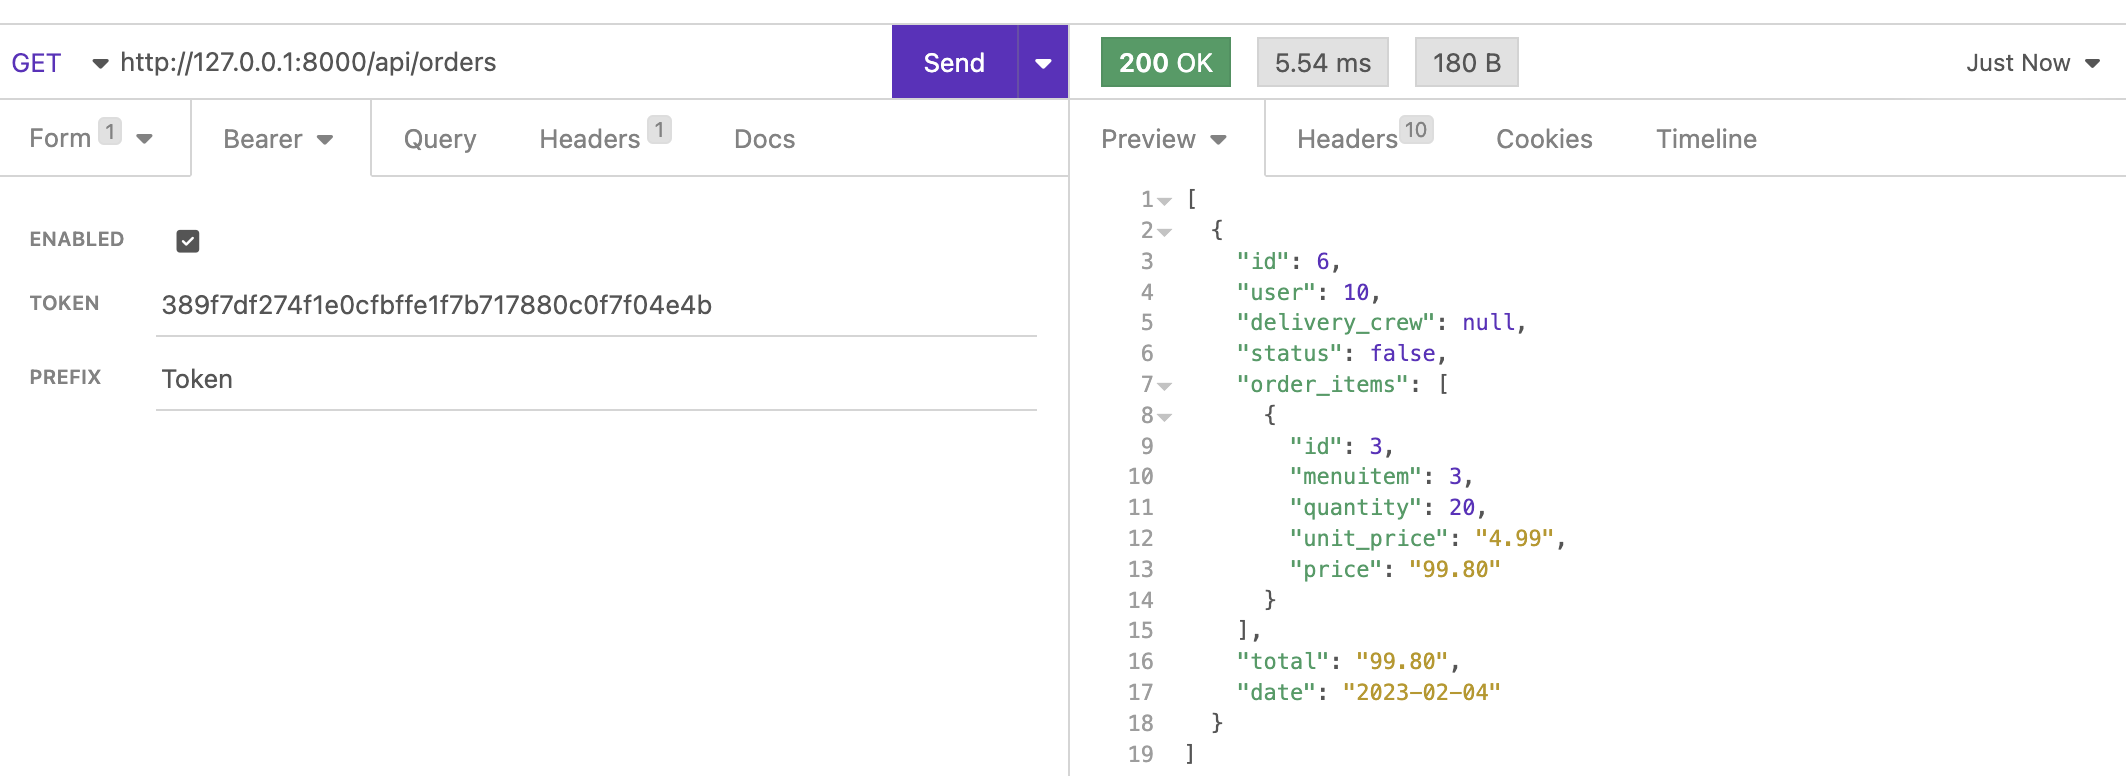 GET http://127.0.0.1:8000/api/orders Send
200 OK 5.54 ms 180 B Just Now
Form 1 Bearer Query Headers 1 Docs
Preview Headers 10 Cookies Timeline
ENABLED
TOKEN 389f7df274f1e0cfbffe1f7b717880c0f7f04e4b
PREFIX Token
1 [
2 {
3 "id": 6,
4 "user": 10,
5 "delivery_crew": null,
6 "status": false,
7 "order_items": [
8 {
9 "id": 3,
10 "menuitem": 3,
11 "quantity": 20,
12 "unit_price": "4.99",
13 "price": "99.80"
14 }
15 ],
16 "total": "99.80",
17 "date": "2023-02-04"
18 }
19 ]